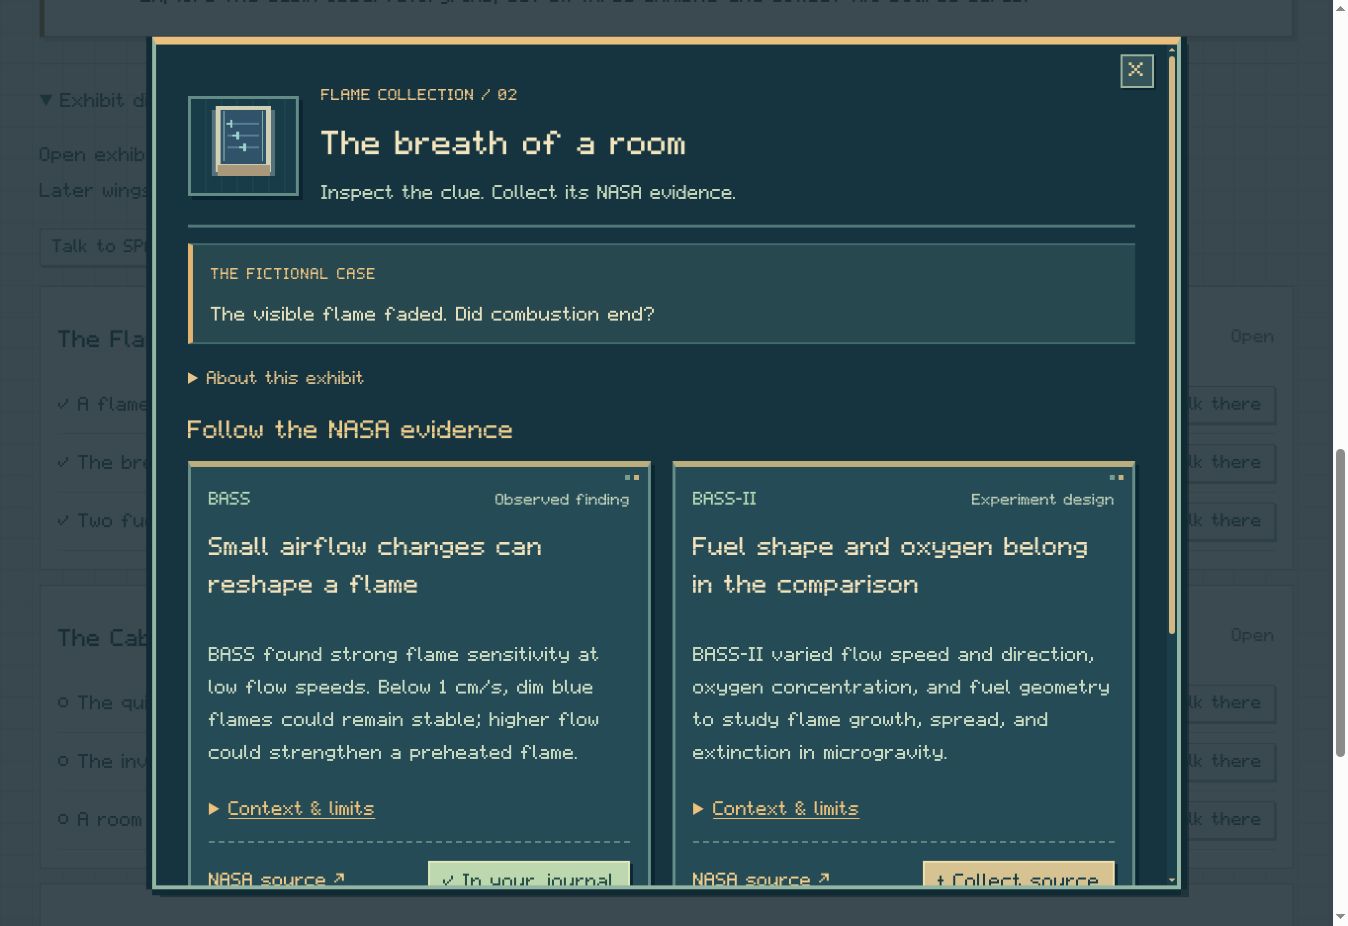 ▼ Exhibit di
Open exhib
Later wings
Talk to SP
The Fla
Open
✓ A flame
lk there
✓ The bre
lk there
✓ Two fue
lk there
The Cab
Open
○ The qui
lk there
○ The inv
lk there
○ A room
lk there
X
FLAME COLLECTION / 02
The breath of a room
Inspect the clue. Collect its NASA evidence.
THE FICTIONAL CASE
The visible flame faded. Did combustion end?
▶ About this exhibit
Follow the NASA evidence
BASS
Observed finding
Small airflow changes can
reshape a flame
BASS found strong flame sensitivity at
low flow speeds. Below 1 cm/s, dim blue
flames could remain stable; higher flow
could strengthen a preheated flame.
▶ Context & limits
NASA source ↗
✓ In your journal
BASS-II
Experiment design
Fuel shape and oxygen belong
in the comparison
BASS-II varied flow speed and direction,
oxygen concentration, and fuel geometry
to study flame growth, spread, and
extinction in microgravity.
▶ Context & limits
NASA source ↗
+ Collect source